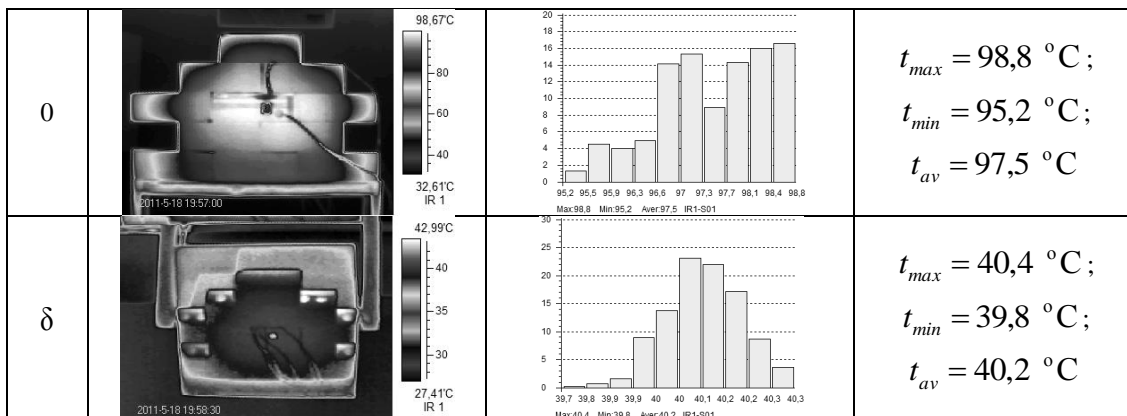 0
98,67°C
80
60
40
32,61°C
IR 1
2011-5-18 19:57:00
20
18
16
14
12
10
8
6
4
2
0
95,2 95,5 95,9 96,3 96,6 97 97,3 97,7 98,1 98,4 98,8
Max:98,8 Min:95,2 Aver:97,5 IR1-S01
t_max = 98,8 °C;
t_min = 95,2 °C;
t_av = 97,5 °C
δ
42,99°C
40
35
30
27,41°C
IR 1
2011-5-18 19:58:30
30
25
20
15
10
5
0
39,7 39,8 39,9 39,9 40 40 40,1 40,2 40,2 40,3 40,3
Max:40,4 Min:39,8 Aver:40,2 IR1-S01
t_max = 40,4 °C;
t_min = 39,8 °C;
t_av = 40,2 °C